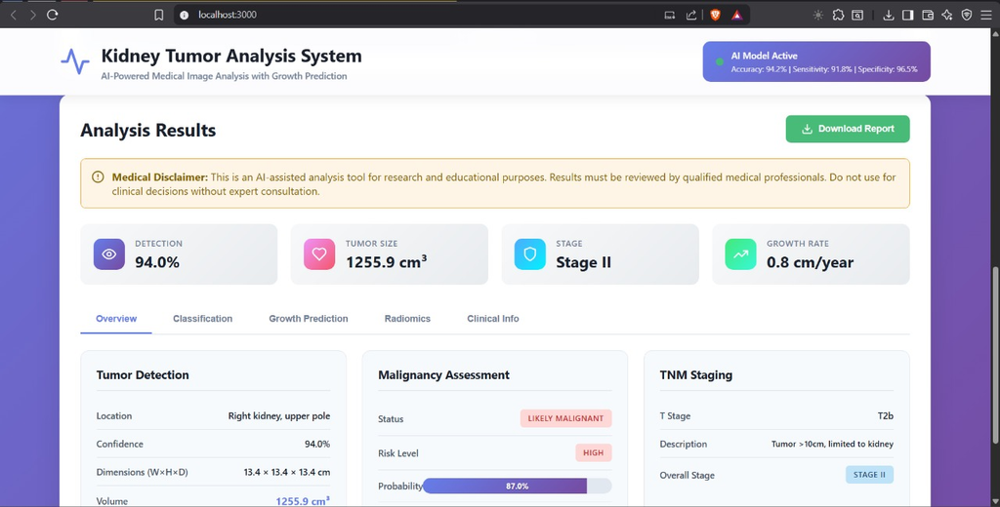 localhost:3000
Kidney Tumor Analysis System
AI-Powered Medical Image Analysis with Growth Prediction
AI Model Active
Accuracy: 94.2% | Sensitivity: 91.8% | Specificity: 96.5%
Analysis Results
Download Report
Medical Disclaimer: This is an AI-assisted analysis tool for research and educational purposes. Results must be reviewed by qualified medical professionals. Do not use for
clinical decisions without expert consultation.
DETECTION
94.0%
TUMOR SIZE
1255.9 cm³
STAGE
Stage II
GROWTH RATE
0.8 cm/year
Overview
Classification
Growth Prediction
Radiomics
Clinical Info
Tumor Detection
Location Right kidney, upper pole
Confidence 94.0%
Dimensions (W×H×D) 13.4 × 13.4 × 13.4 cm
Volume 1255.9 cm³
Malignancy Assessment
Status LIKELY MALIGNANT
Risk Level HIGH
Probability 87.0%
TNM Staging
T Stage T2b
Description Tumor >10cm, limited to kidney
Overall Stage STAGE II